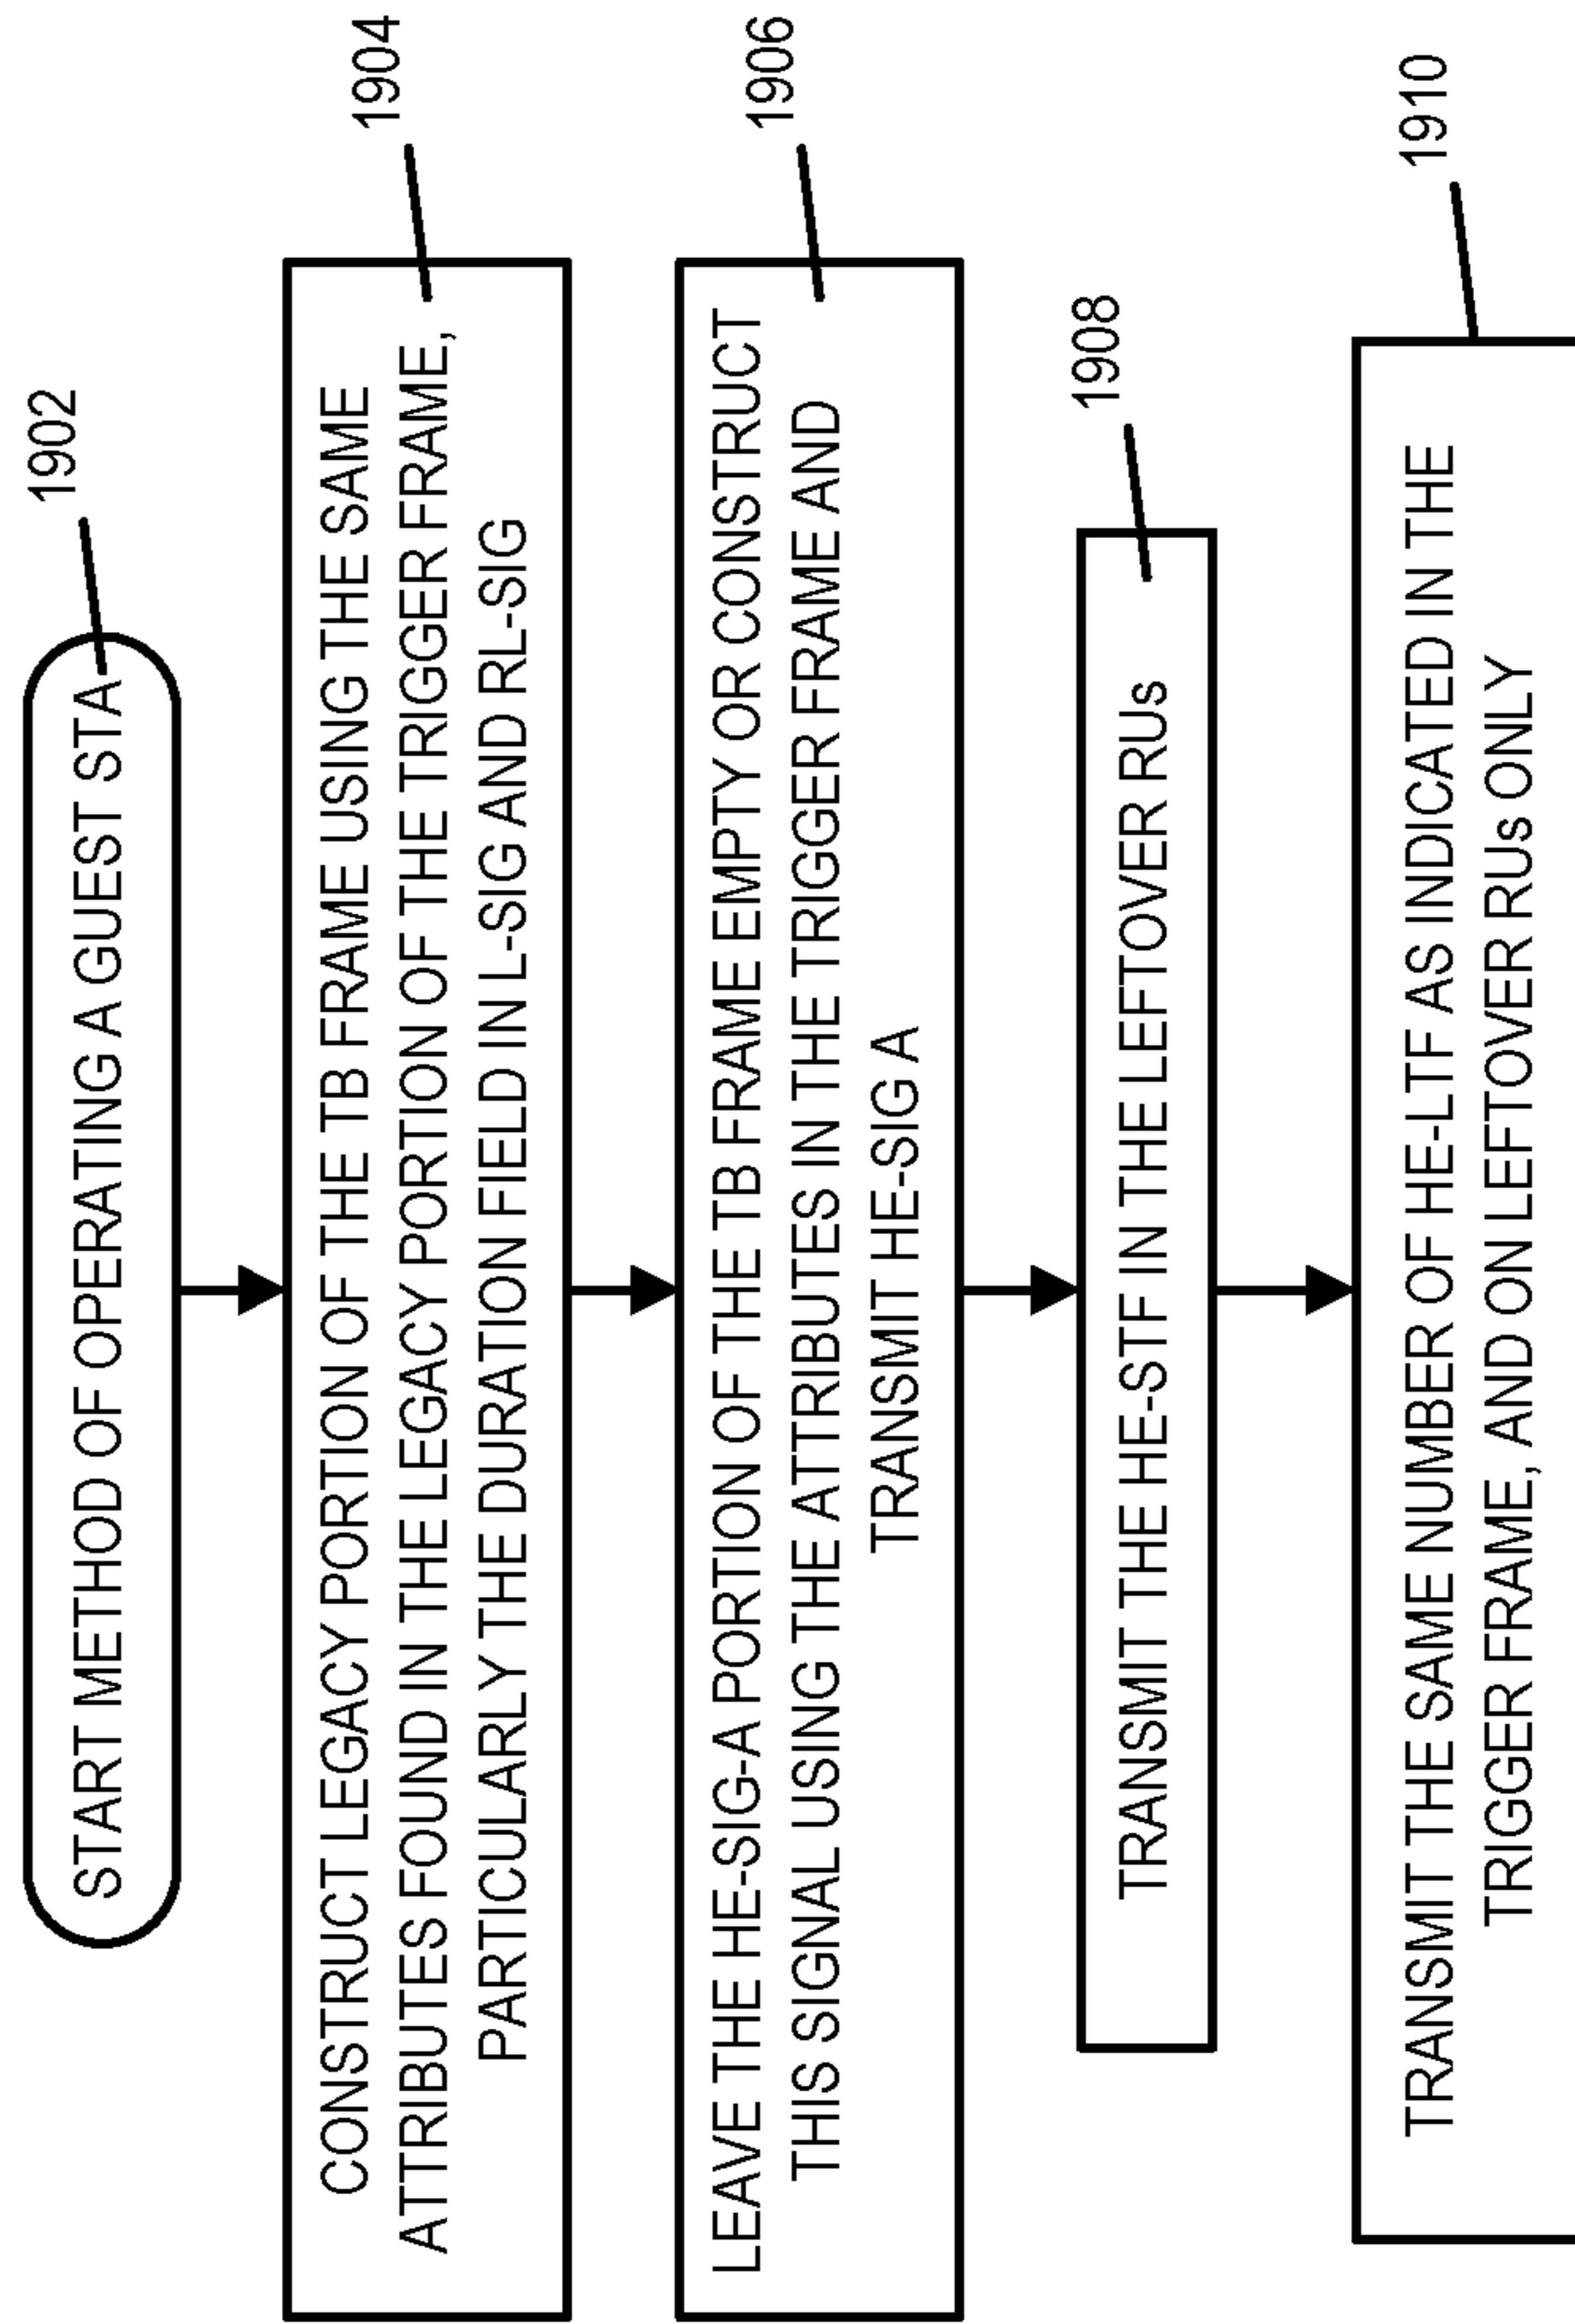 START METHOD OF OPERATING A GUEST STA
1902
CONSTRUCT LEGACY PORTION OF THE TB FRAME USING THE SAME
ATTRIBUTES FOUND IN THE LEGACY PORTION OF THE TRIGGER FRAME,
PARTICULARLY THE DURATION FIELD IN L-SIG AND RL-SIG
1904
LEAVE THE HE-SIG-A PORTION OF THE TB FRAME EMPTY OR CONSTRUCT
THIS SIGNAL USING THE ATTRIBUTES IN THE TRIGGER FRAME AND
TRANSMIT HE-SIG A
1906
TRANSMIT THE HE-STF IN THE LEFTOVER RUs
1908
TRANSMIT THE SAME NUMBER OF HE-LTF AS INDICATED IN THE
TRIGGER FRAME, AND ON LEFTOVER RUs ONLY
1910